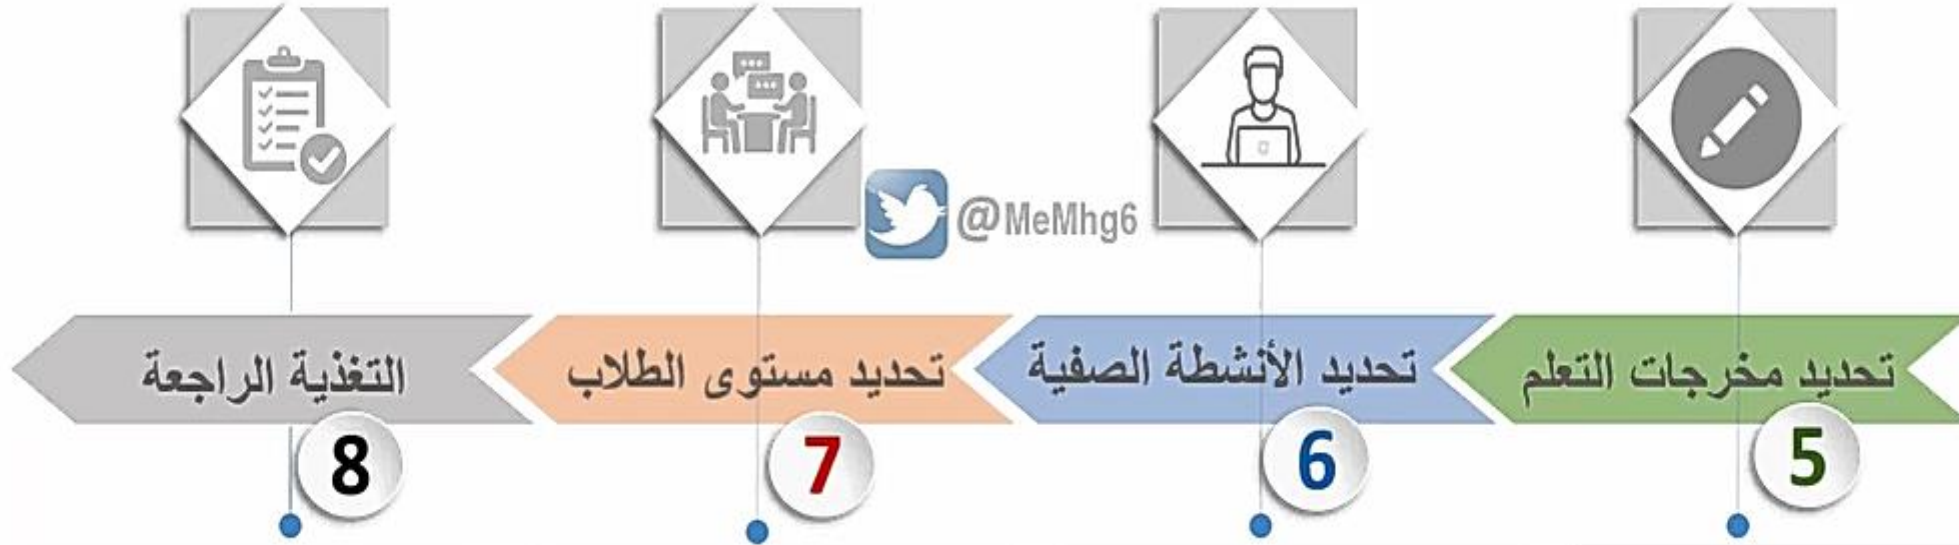 @MeMhg6
تحديد مخرجات التعلم
5
تحديد الأنشطة الصفية
6
تحديد مستوى الطلاب
7
التغذية الراجعة
8